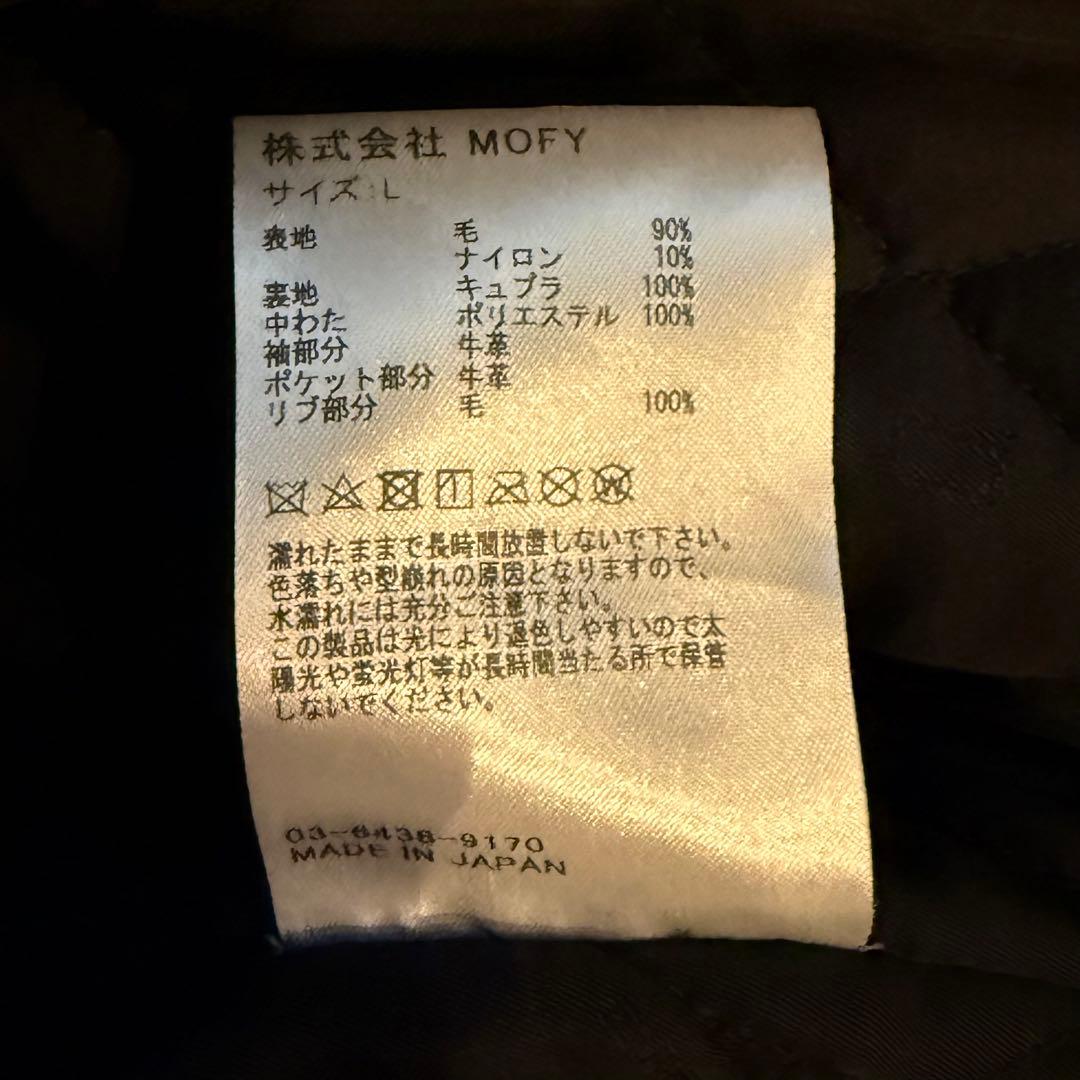 株式会社 MOFY
サイズ:L
表地 毛 90%
ナイロン 10%
裏地 キュプラ 100%
中わた ポリエステル 100%
袖部分 牛革
ポケット部分 牛革
リブ部分 毛 100%
濡れたままで長時間放置しないで下さい。
色落ちや型崩れの原因となりますので、
水濡れには充分ご注意下さい。
この製品は光により退色しやすいので太
陽光や蛍光灯等が長時間当たる所で保管
しないでください。
03-6438-9170
MADE IN JAPAN